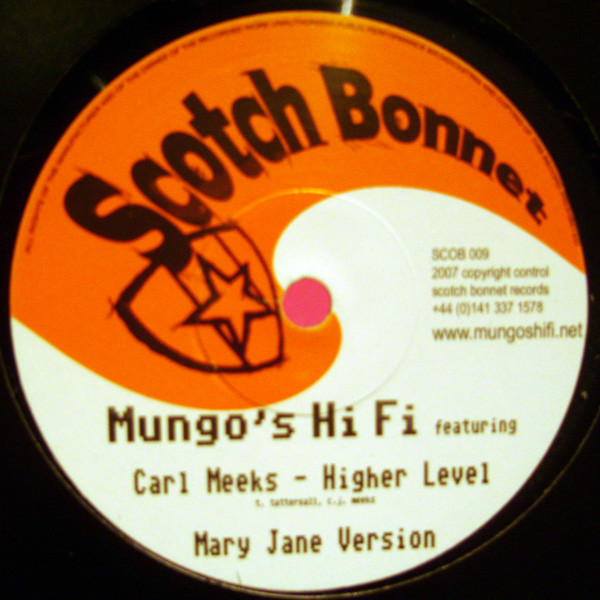 Scotch Bonnet
SCOB 009
2007 copyright control
scotch bonnet records
+44 (0)141 337 1578
www.mungoshifi.net
Mungo's Hi Fi featuring
Carl Meeks - Higher Level
t. tattersall, c.j. meeks
Mary Jane Version